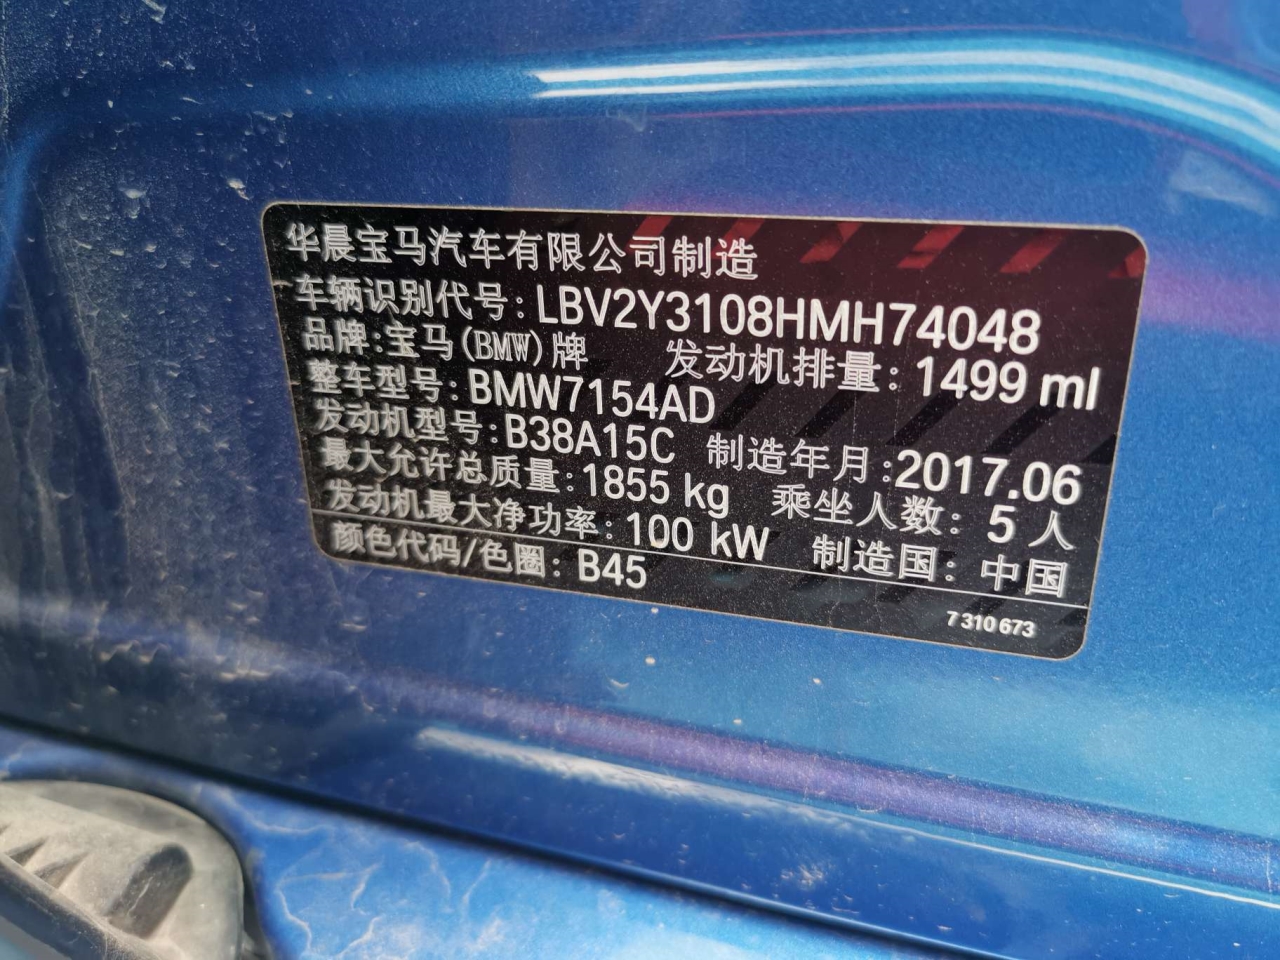 华晨宝马汽车有限公司制造
车辆识别代号: LBV2Y3108HMH74048
品牌:宝马(BMW)牌 发动机排量: 1499 ml
整车型号: BMW7154AD
发动机型号: B38A15C 制造年月: 2017.06
最大允许总质量: 1855 kg 乘坐人数: 5 人
发动机最大净功率: 100 kW 制造国: 中国
颜色代码/色圈: B45
7 310 673